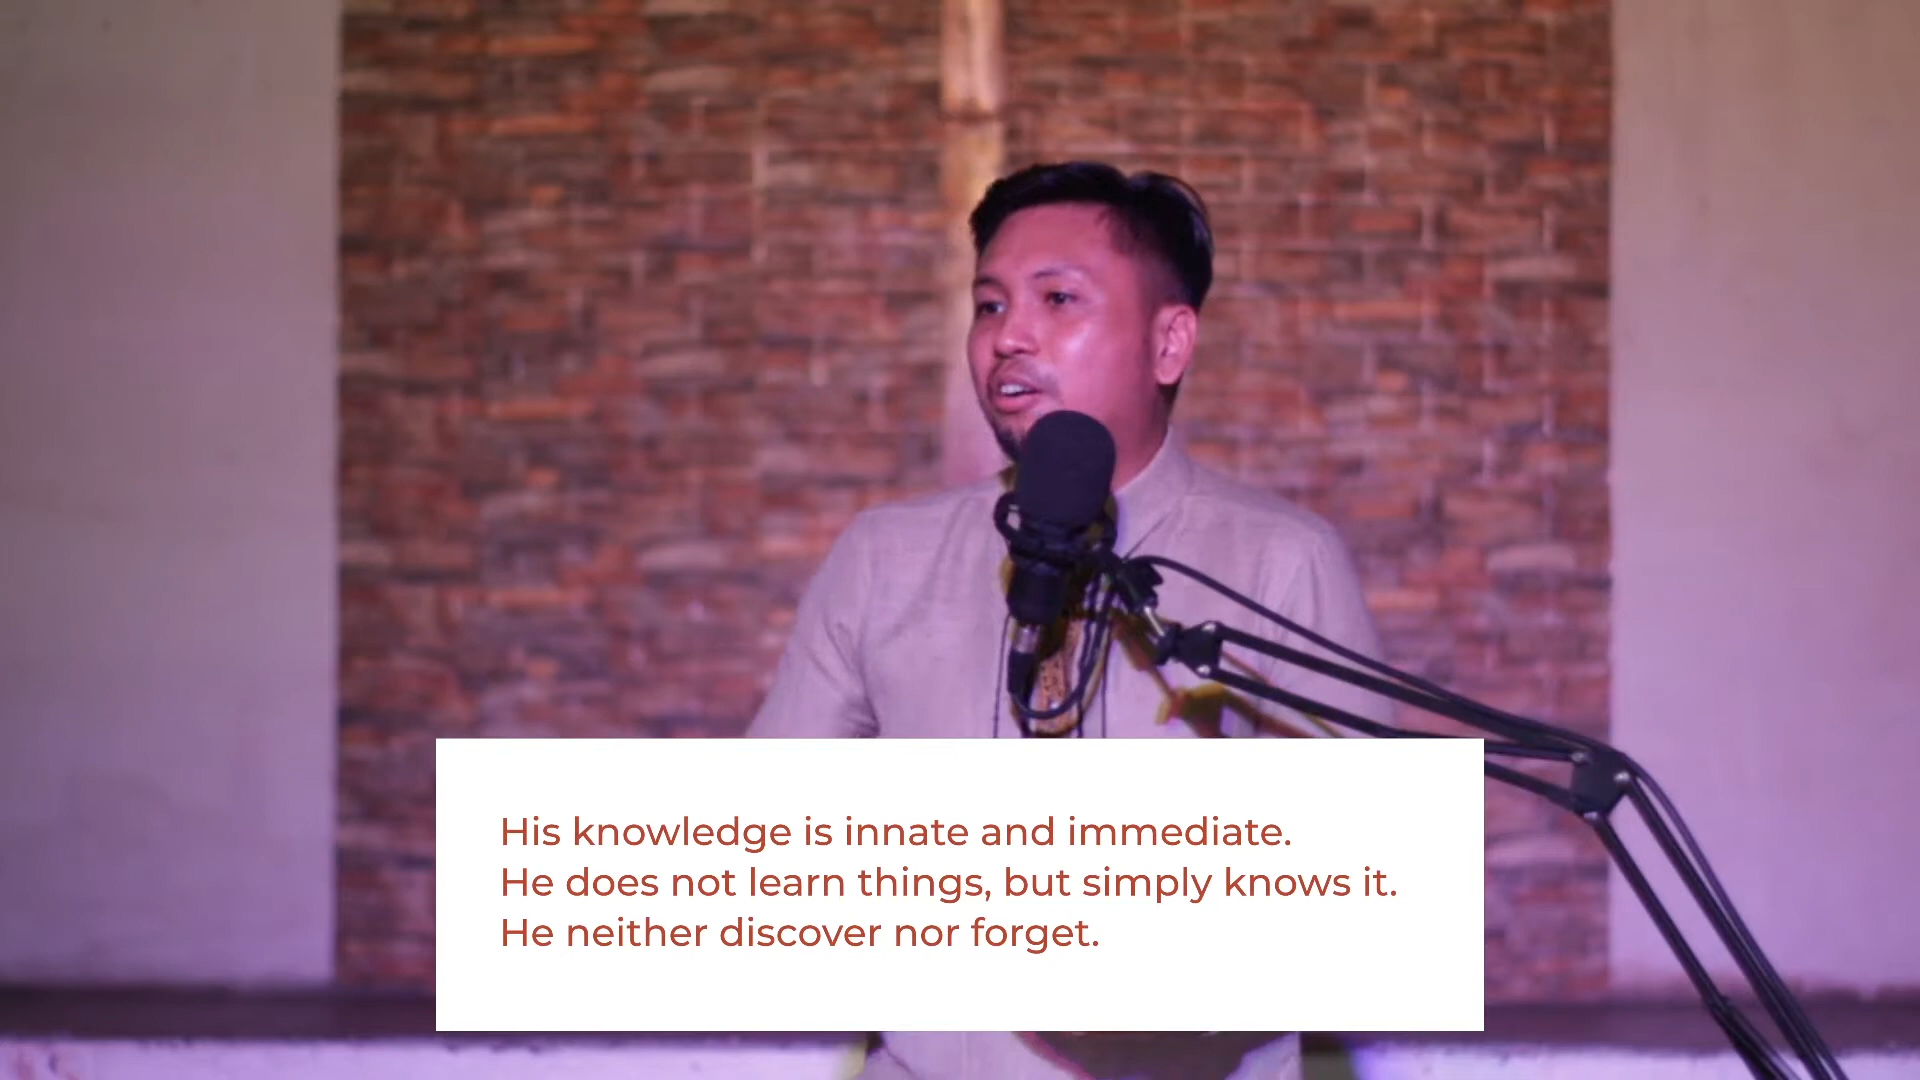 His knowledge is innate and immediate.
He does not learn things, but simply knows it.
He neither discover nor forget.